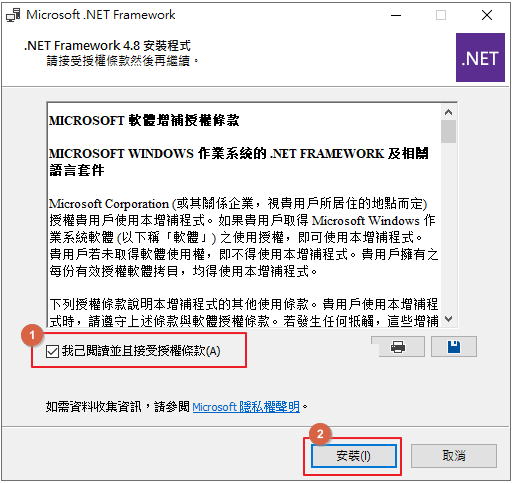 Microsoft .NET Framework
.NET Framework 4.8 安裝程式
請接受授權條款然後再繼續。
.NET
MICROSOFT 軟體增補授權條款
MICROSOFT WINDOWS 作業系統的 .NET FRAMEWORK 及相關
語言套件
Microsoft Corporation (或其關係企業，視貴用戶所居住的地點而定)
授權貴用戶使用本增補程式。如果貴用戶取得 Microsoft Windows 作
業系統軟體 (以下稱「軟體」) 之使用授權，即可使用本增補程式。
貴用戶若未取得軟體使用權，即不得使用本增補程式。貴用戶擁有之
每份有效授權軟體拷貝，均得使用本增補程式。
下列授權條款說明本增補程式的其他使用條款。貴用戶使用本增補程
式時，請遵守上述條款與軟體授權條款。若發生任何牴觸，這些增補
1
我已閱讀並且接受授權條款(A)
如需資料收集資訊，請參閱 Microsoft 隱私權聲明。
2
安裝(I)
取消